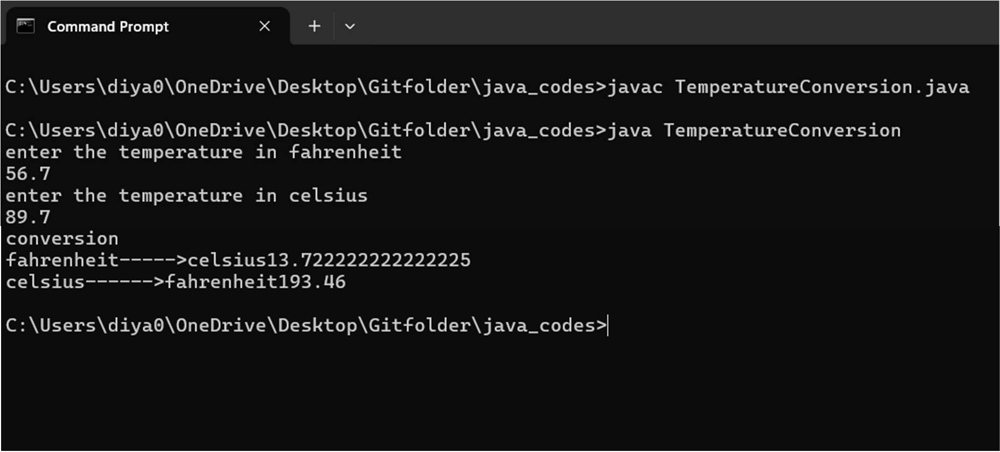 Command Prompt
C:\Users\diya0\OneDrive\Desktop\Gitfolder\java_codes>javac TemperatureConversion.java
C:\Users\diya0\OneDrive\Desktop\Gitfolder\java_codes>java TemperatureConversion
enter the temperature in fahrenheit
56.7
enter the temperature in celsius
89.7
conversion
fahrenheit----->celsius13.722222222222225
celsius------>fahrenheit193.46
C:\Users\diya0\OneDrive\Desktop\Gitfolder\java_codes>